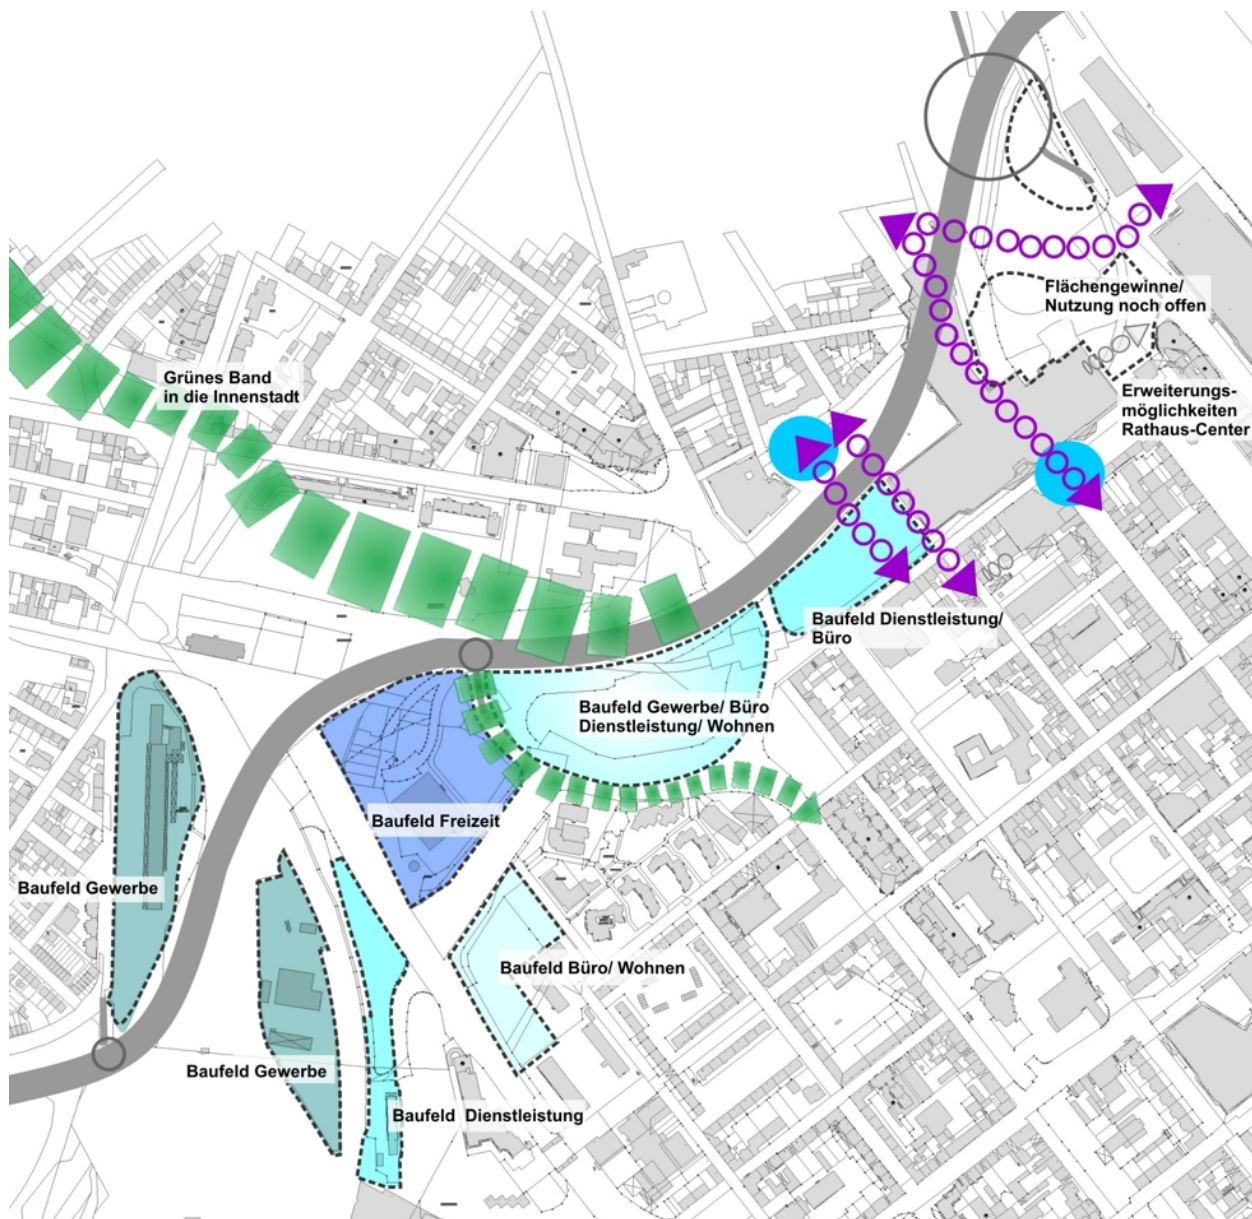 Flächengewinne/
Nutzung noch offen
Grünes Band
in die Innenstadt
Erweiterungs-
möglichkeiten
Rathaus-Center
Baufeld Dienstleistung/
Büro
Baufeld Gewerbe/ Büro
Dienstleistung/ Wohnen
Baufeld Freizeit
Baufeld Gewerbe
Baufeld Büro/ Wohnen
Baufeld Gewerbe
Baufeld Dienstleistung